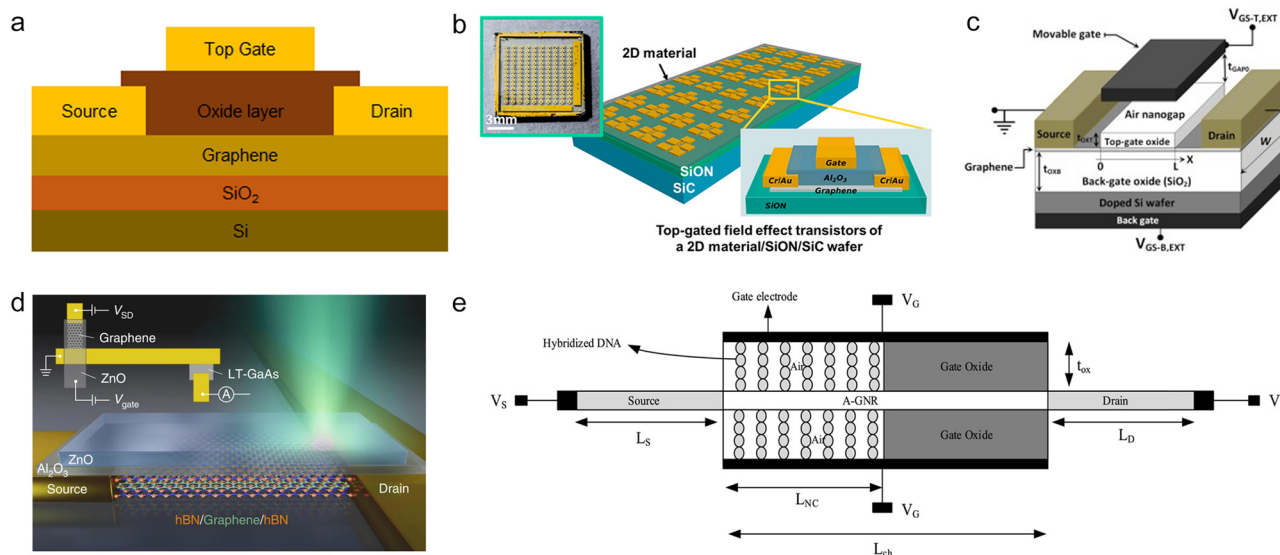 a
Top Gate
Source
Oxide layer
Drain
Graphene
SiO2
Si
b
2D material
3mm
SiON
SiC
Gate
Cr/Au
Al2O3
Cr/Au
Graphene
SiON
Top-gated field effect transistors of
a 2D material/SiON/SiC wafer
c
VGS-T,EXT
Movable gate
tGAP0
Air nanogap
Source
tOXT
Top-gate oxide
Drain
Graphene
0
L
X
W
tOXB
Back-gate oxide (SiO2)
Doped Si wafer
Back gate
VGS-B,EXT
d
VSD
Graphene
ZnO
LT-GaAs
A
Vgate
ZnO
Al2O3
Source
Drain
hBN/Graphene/hBN
e
Gate electrode
VG
Hybridized DNA
Air
Gate Oxide
tox
VS
Source
A-GNR
Drain
V
LS
Air
Gate Oxide
LD
LNC
VG
Lch